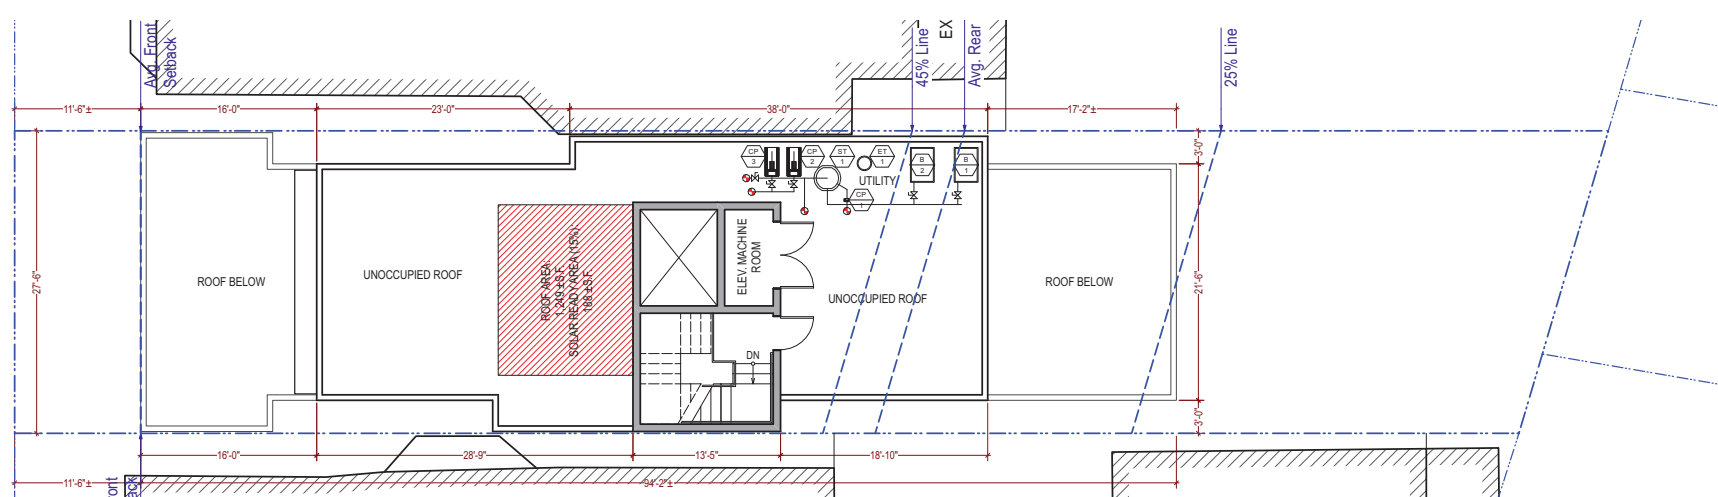 Avg. Front
Setback
45% Line
EX
Avg. Rear
25% Line
11'-6"±
16'-0"
23'-0"
38'-0"
17'-2"±
3'-0"
CP
3
CP
2
ST
1
ET
1
B
2
B
1
UTILITY
CP
1
27'-6"
ROOF BELOW
UNOCCUPIED ROOF
ROOF AREA:
1,249 ±S.F.
SOLAR READY AREA (15%):
188 ±S.F.
ELEV. MACHINE
ROOM
UNOCCUPIED ROOF
ROOF BELOW
21'-6"
DN
3'-0"
16'-0"
28'-9"
13'-5"
18'-10"
11'-6"±
94'-2"±
ront
ack